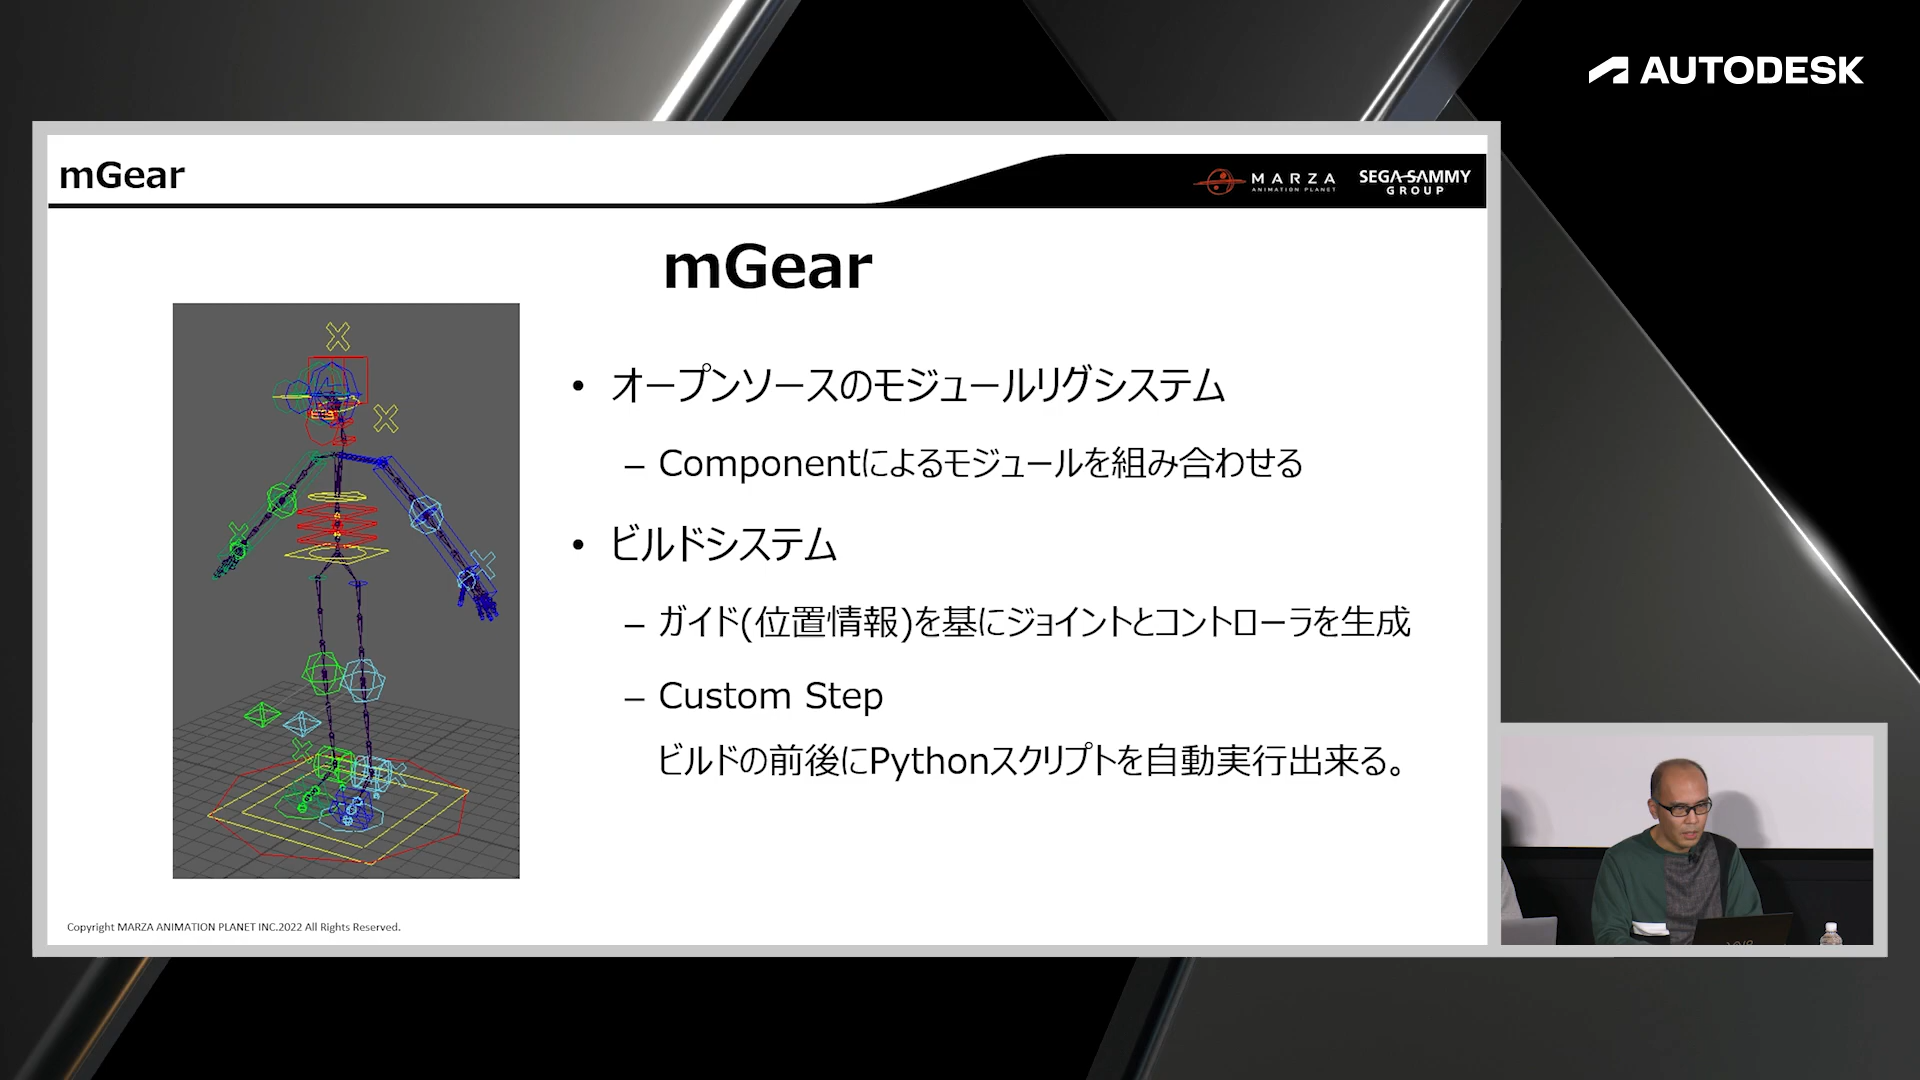 AUTODESK
mGear
MARZA
ANIMATION PLANET
SEGASAMMY
GROUP
mGear
• オープンソースのモジュールリグシステム
– Componentによるモジュールを組み合わせる
• ビルドシステム
– ガイド(位置情報)を基にジョイントとコントローラを生成
– Custom Step
ビルドの前後にPythonスクリプトを自動実行出来る。
Copyright MARZA ANIMATION PLANET INC.2022 All Rights Reserved.
VAIO